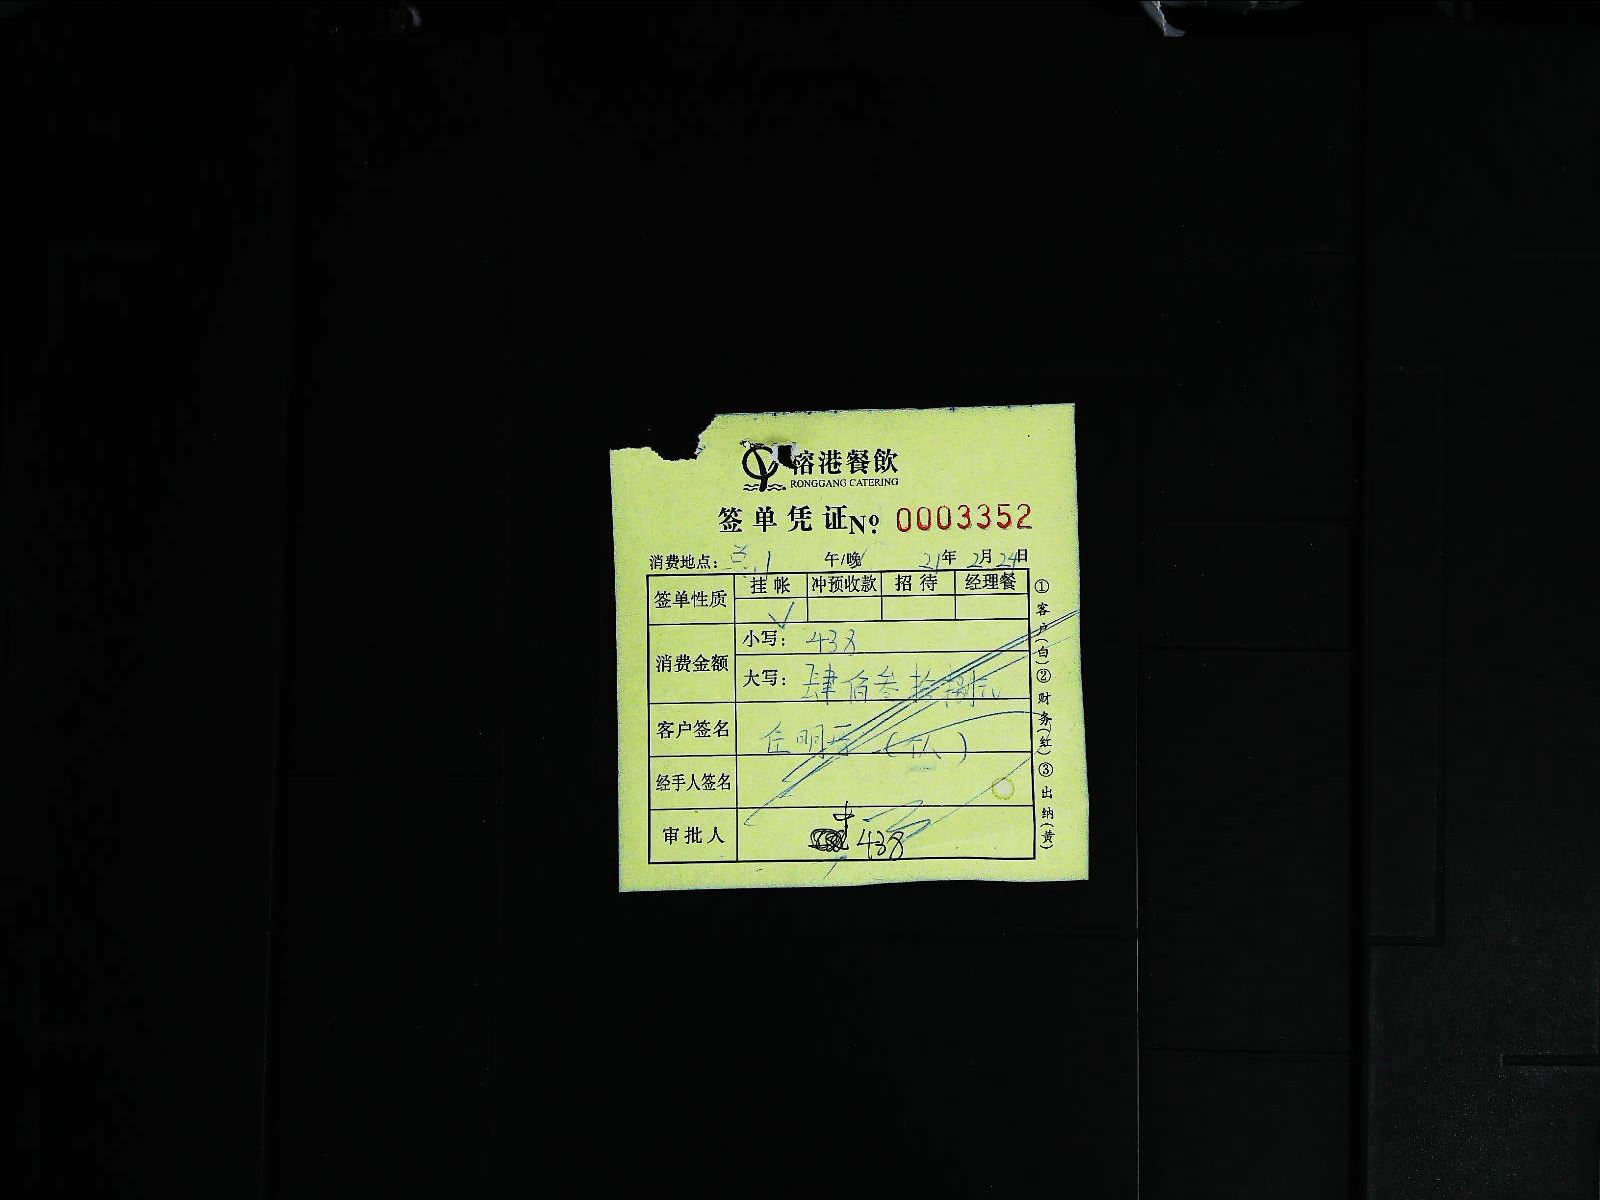 榕港餐飲
RONGGANG CATERING
签单凭证 No. 0003352
消费地点： 午/晚 21年2月24日
签单性质 挂帐 冲预收款 招待 经理餐
√
消费金额 小写：438
大写：肆佰叁拾捌元
客户签名
经手人签名
审批人 中 438
①客户(白)②财务(红)③出纳(黄)